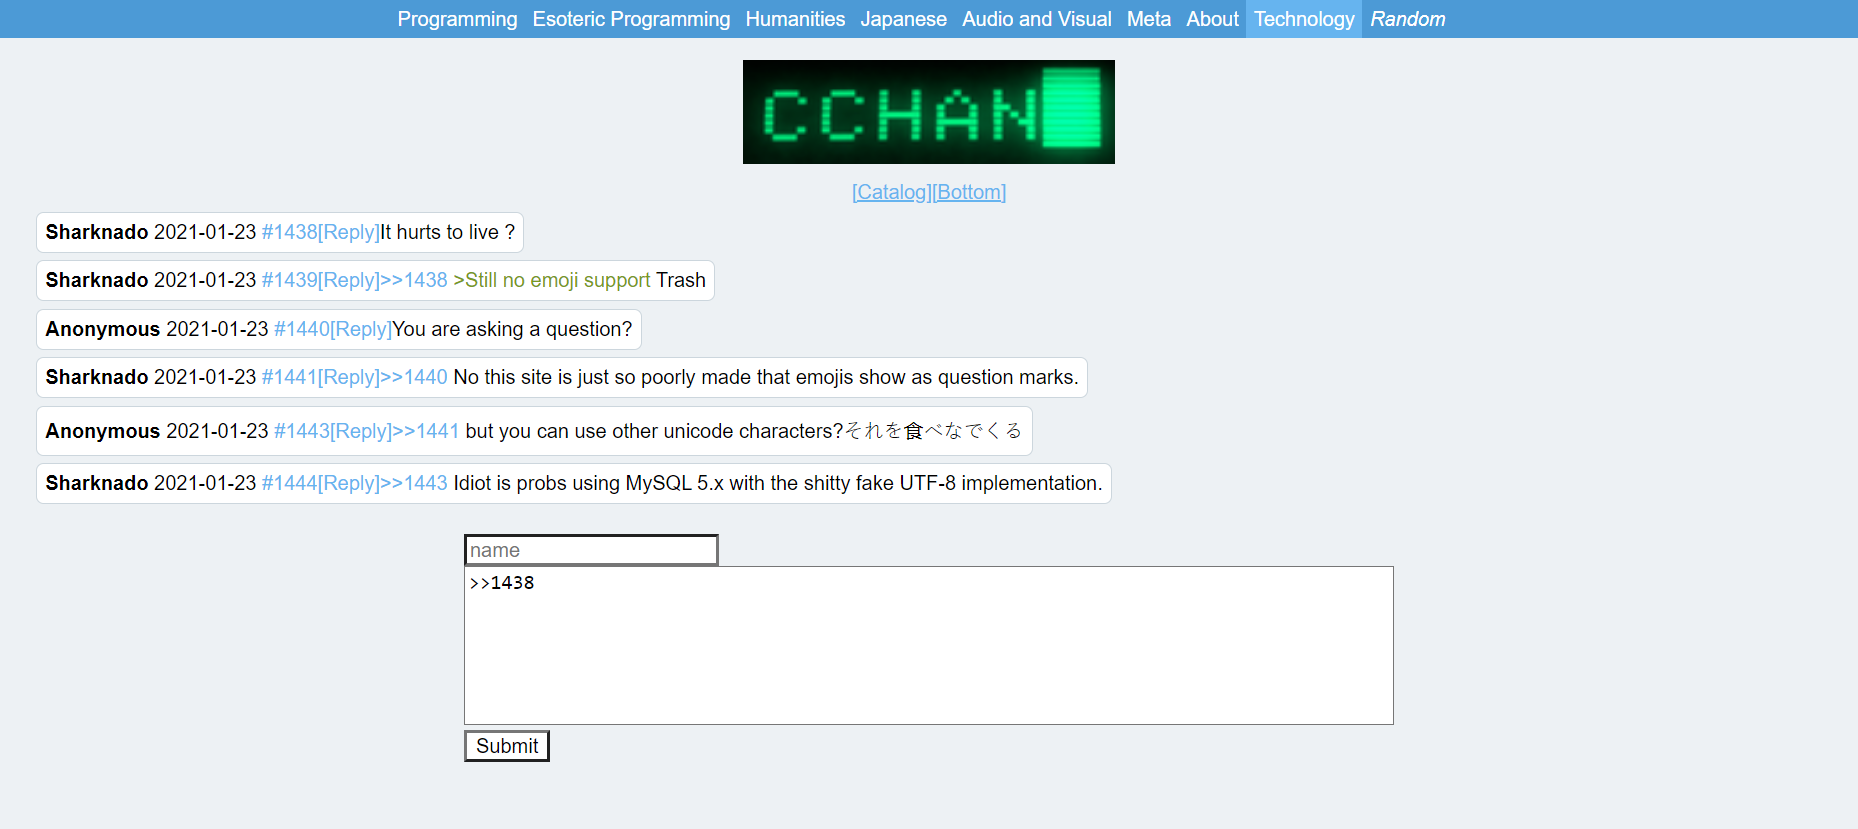 Programming Esoteric Programming Humanities Japanese Audio and Visual Meta About Technology Random
CCHAN
[Catalog][Bottom]
Sharknado 2021-01-23 #1438[Reply]It hurts to live ?
Sharknado 2021-01-23 #1439[Reply]>>1438 >Still no emoji support Trash
Anonymous 2021-01-23 #1440[Reply]You are asking a question?
Sharknado 2021-01-23 #1441[Reply]>>1440 No this site is just so poorly made that emojis show as question marks.
Anonymous 2021-01-23 #1443[Reply]>>1441 but you can use other unicode characters?それを食べなでくる
Sharknado 2021-01-23 #1444[Reply]>>1443 Idiot is probs using MySQL 5.x with the shitty fake UTF-8 implementation.
name
>>1438
Submit